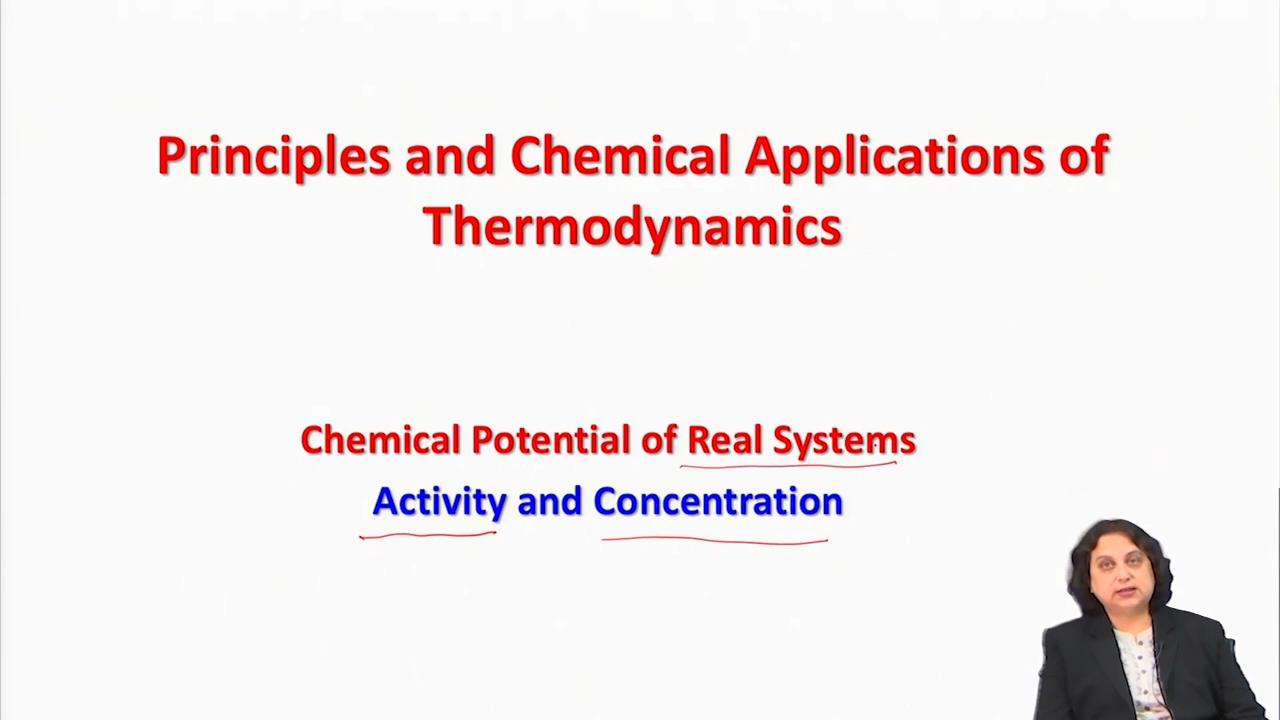 Principles and Chemical Applications of
Thermodynamics
Chemical Potential of Real Systems
Activity and Concentration